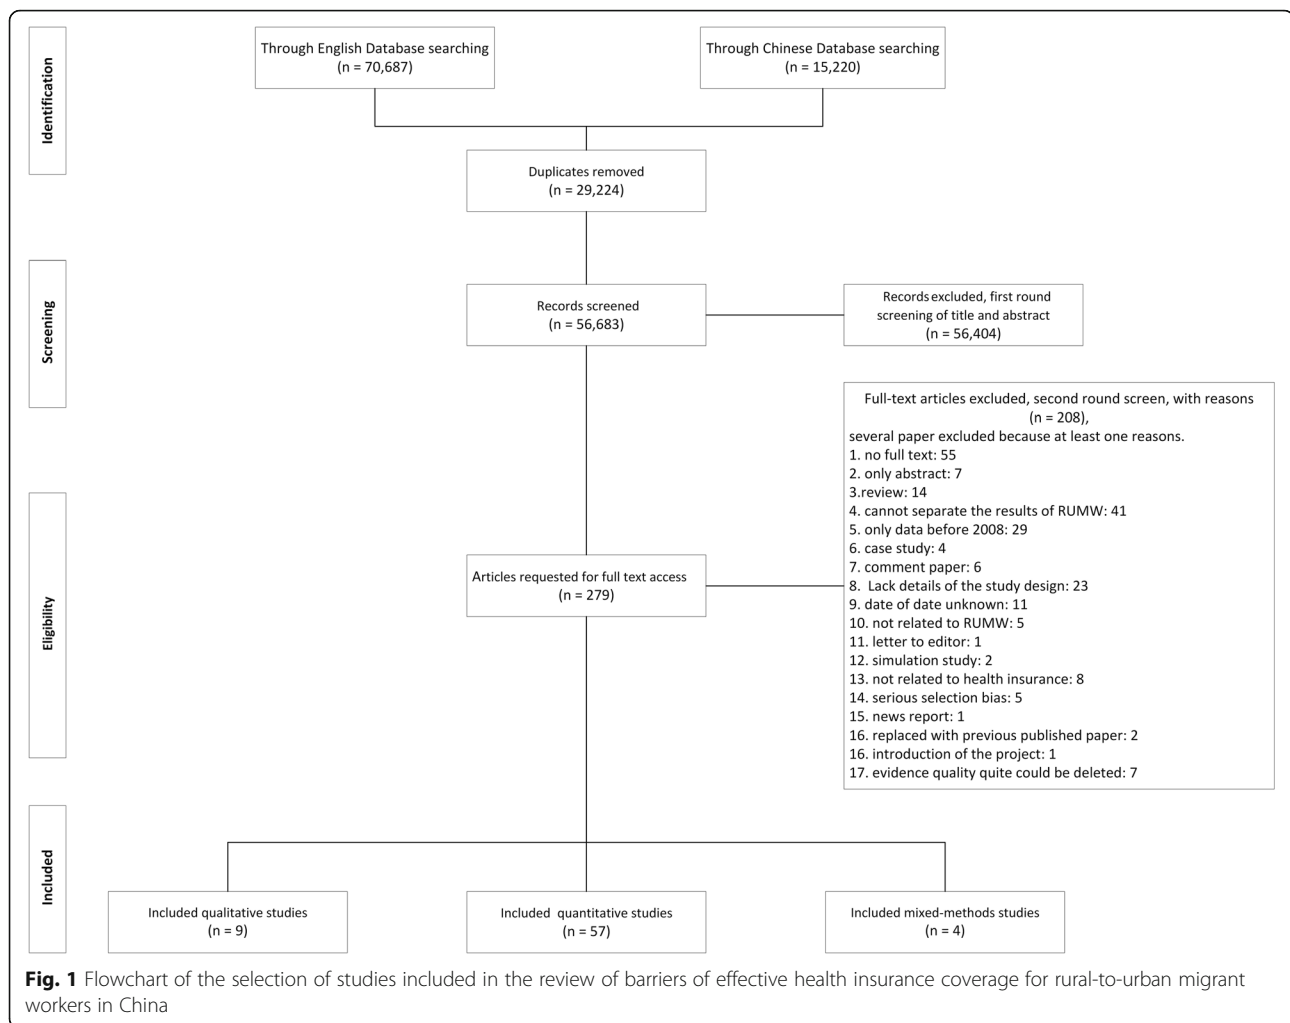 Identification
Through English Database searching
(n = 70,687)
Through Chinese Database searching
(n = 15,220)
Duplicates removed
(n = 29,224)
Screening
Records screened
(n = 56,683)
Records excluded, first round
screening of title and abstract
(n = 56,404)
Eligibility
Articles requested for full text access
(n = 279)
Full-text articles excluded, second round screen, with reasons
(n = 208),
several paper excluded because at least one reasons.
1. no full text: 55
2. only abstract: 7
3.review: 14
4. cannot separate the results of RUMW: 41
5. only data before 2008: 29
6. case study: 4
7. comment paper: 6
8. Lack details of the study design: 23
9. date of date unknown: 11
10. not related to RUMW: 5
11. letter to editor: 1
12. simulation study: 2
13. not related to health insurance: 8
14. serious selection bias: 5
15. news report: 1
16. replaced with previous published paper: 2
16. introduction of the project: 1
17. evidence quality quite could be deleted: 7
Included
Included qualitative studies
(n = 9)
Included quantitative studies
(n = 57)
Included mixed-methods studies
(n = 4)
Fig. 1 Flowchart of the selection of studies included in the review of barriers of effective health insurance coverage for rural-to-urban migrant
workers in China